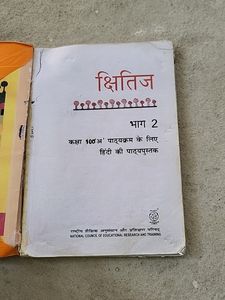 क्षितिज
भाग 2
कक्षा 10 'अ' पाठ्यक्रम के लिए
हिंदी की पाठ्यपुस्तक
राष्ट्रीय शैक्षिक अनुसंधान और प्रशिक्षण परिषद्
NATIONAL COUNCIL OF EDUCATIONAL RESEARCH AND TRAINING